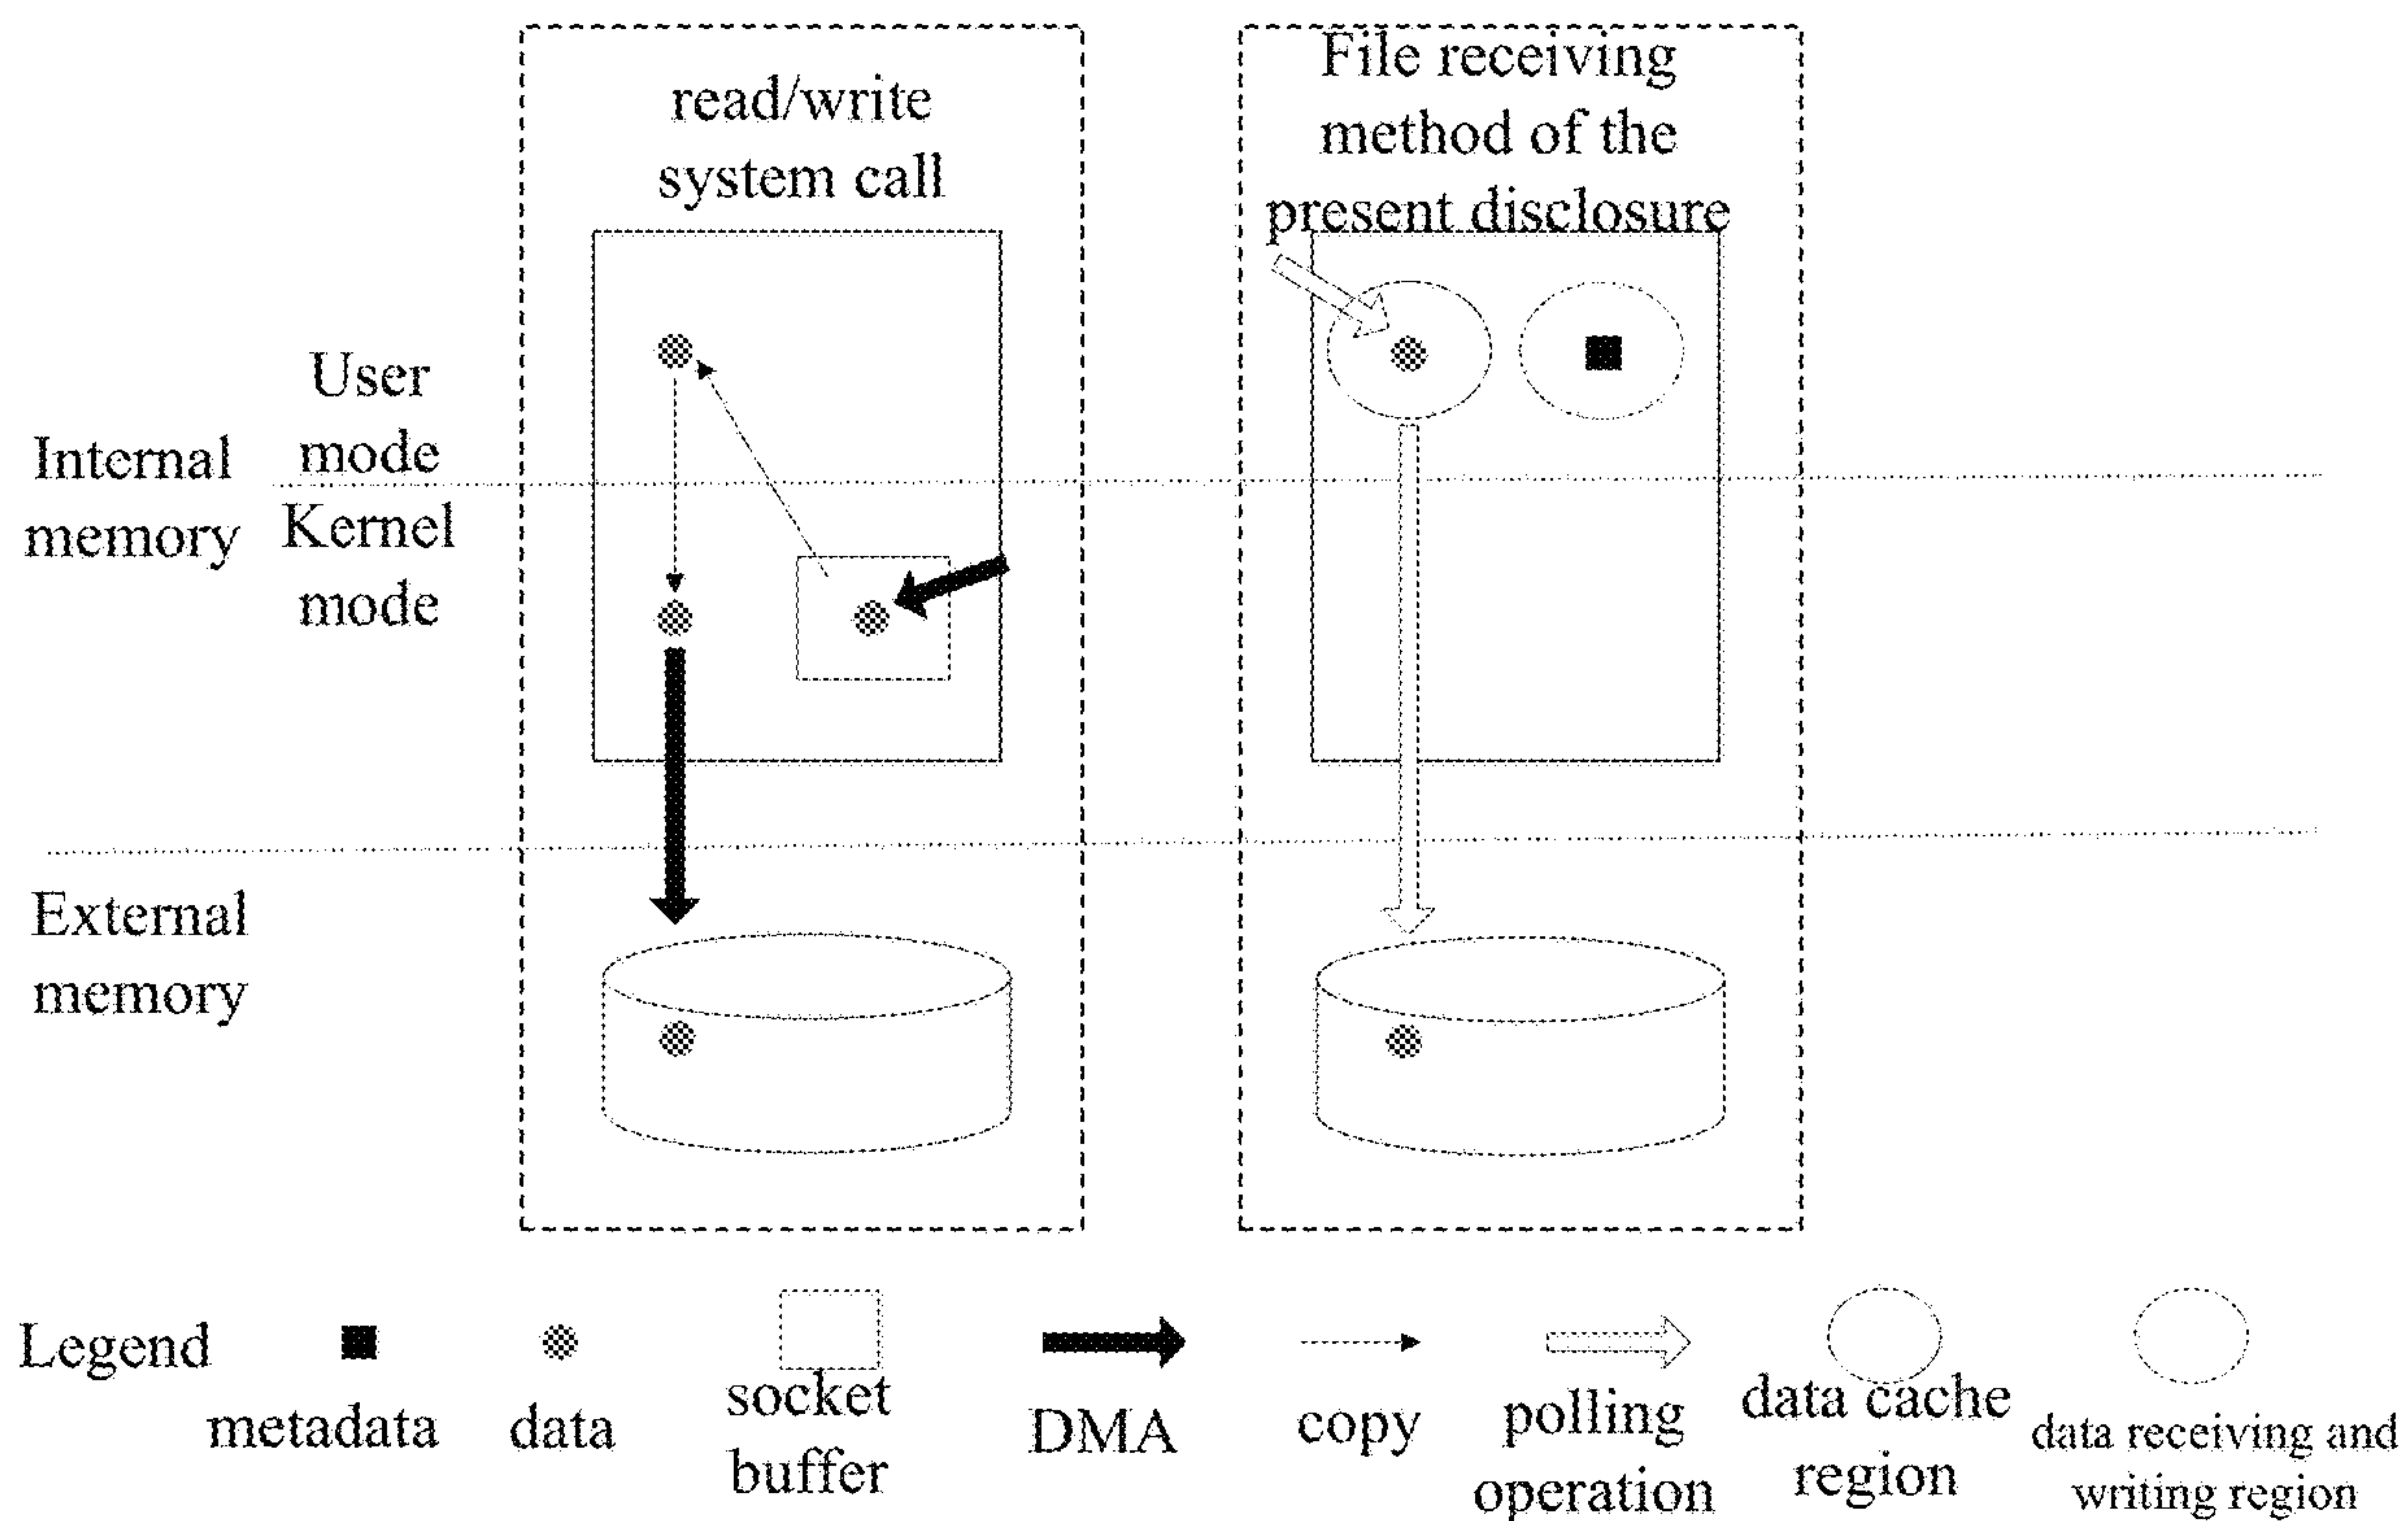 read/write
system call
File receiving
method of the
present disclosure
User
mode
Internal
memory
Kernel
mode
External
memory
Legend
metadata
data
socket
buffer
DMA
copy
polling
operation
data cache
region
data receiving and
writing region